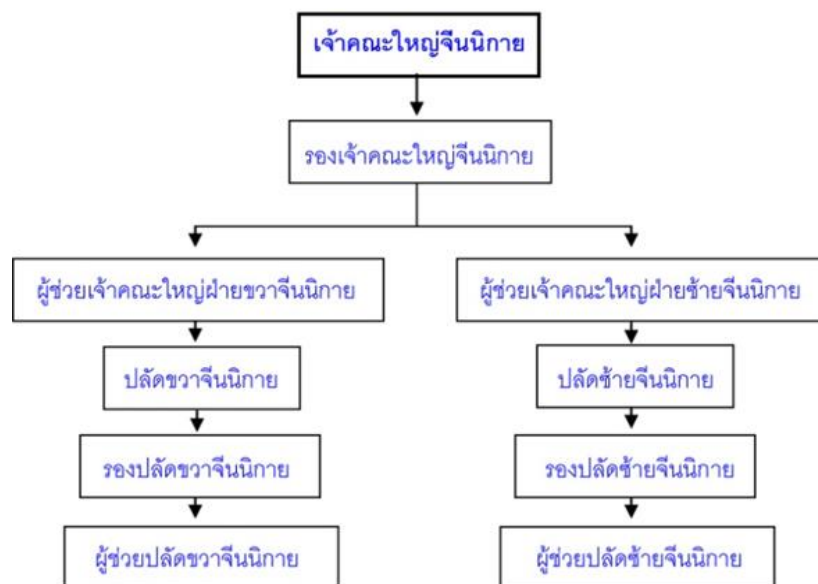 เจ้าคณะใหญ่จีนนิกาย
รองเจ้าคณะใหญ่จีนนิกาย
ผู้ช่วยเจ้าคณะใหญ่ฝ่ายขวาจีนนิกาย
ผู้ช่วยเจ้าคณะใหญ่ฝ่ายซ้ายจีนนิกาย
ปลัดขวาจีนนิกาย
ปลัดซ้ายจีนนิกาย
รองปลัดขวาจีนนิกาย
รองปลัดซ้ายจีนนิกาย
ผู้ช่วยปลัดขวาจีนนิกาย
ผู้ช่วยปลัดซ้ายจีนนิกาย